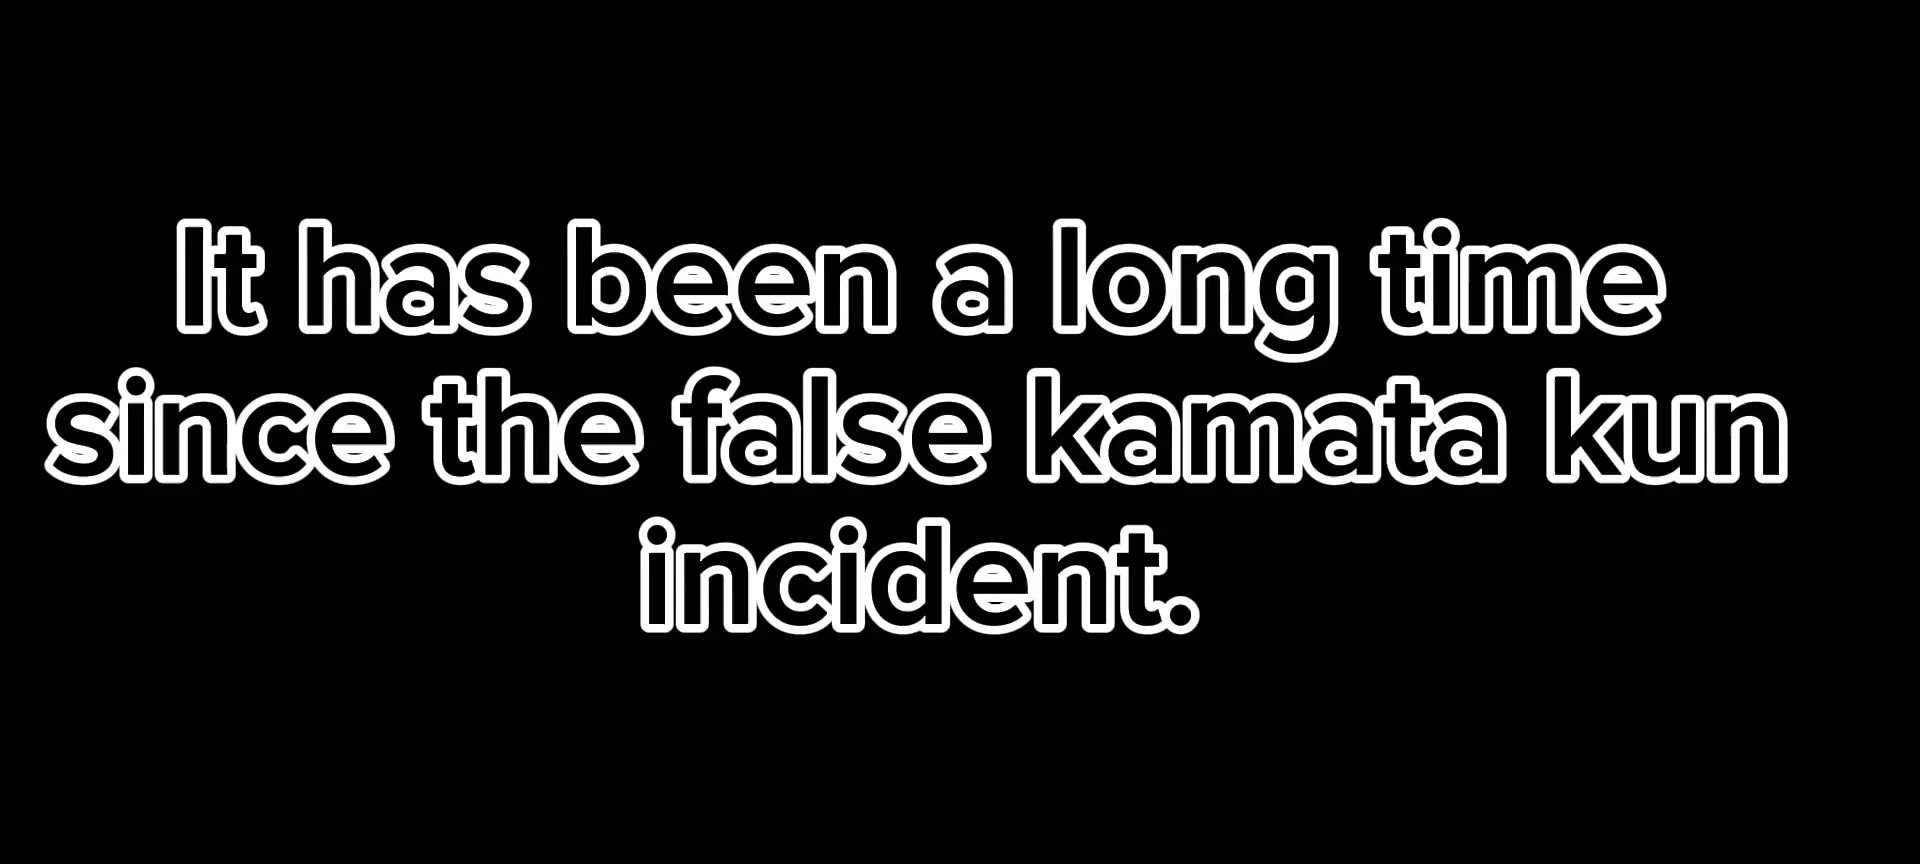 It has been a long time
since the false kamata kun
incident.